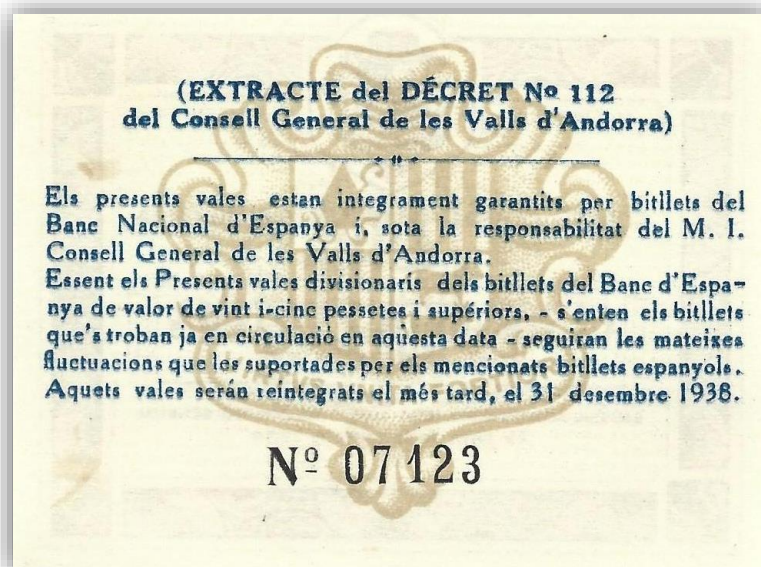 (EXTRACTE del DÉCRET Nº 112
del Consell General de les Valls d'Andorra)
Els presents vales estan integrament garantits per bitllets del
Banc Nacional d'Espanya i, sota la responsabilitat del M. I.
Consell General de les Valls d'Andorra.
Essent els Presents vales divisionaris dels bitllets del Banc d'Espa-
nya de valor de vint i-cinc pessetes i supériors, - s'enten els bitllets
que's troban ja en circulació en aqüesta data - seguiran les mateixes
fluctuacions que les suportades per els mencionats bitllets espanyols.
Aquets vales serán reintegrats el més tard, el 31 desembre 1938.
Nº 07123